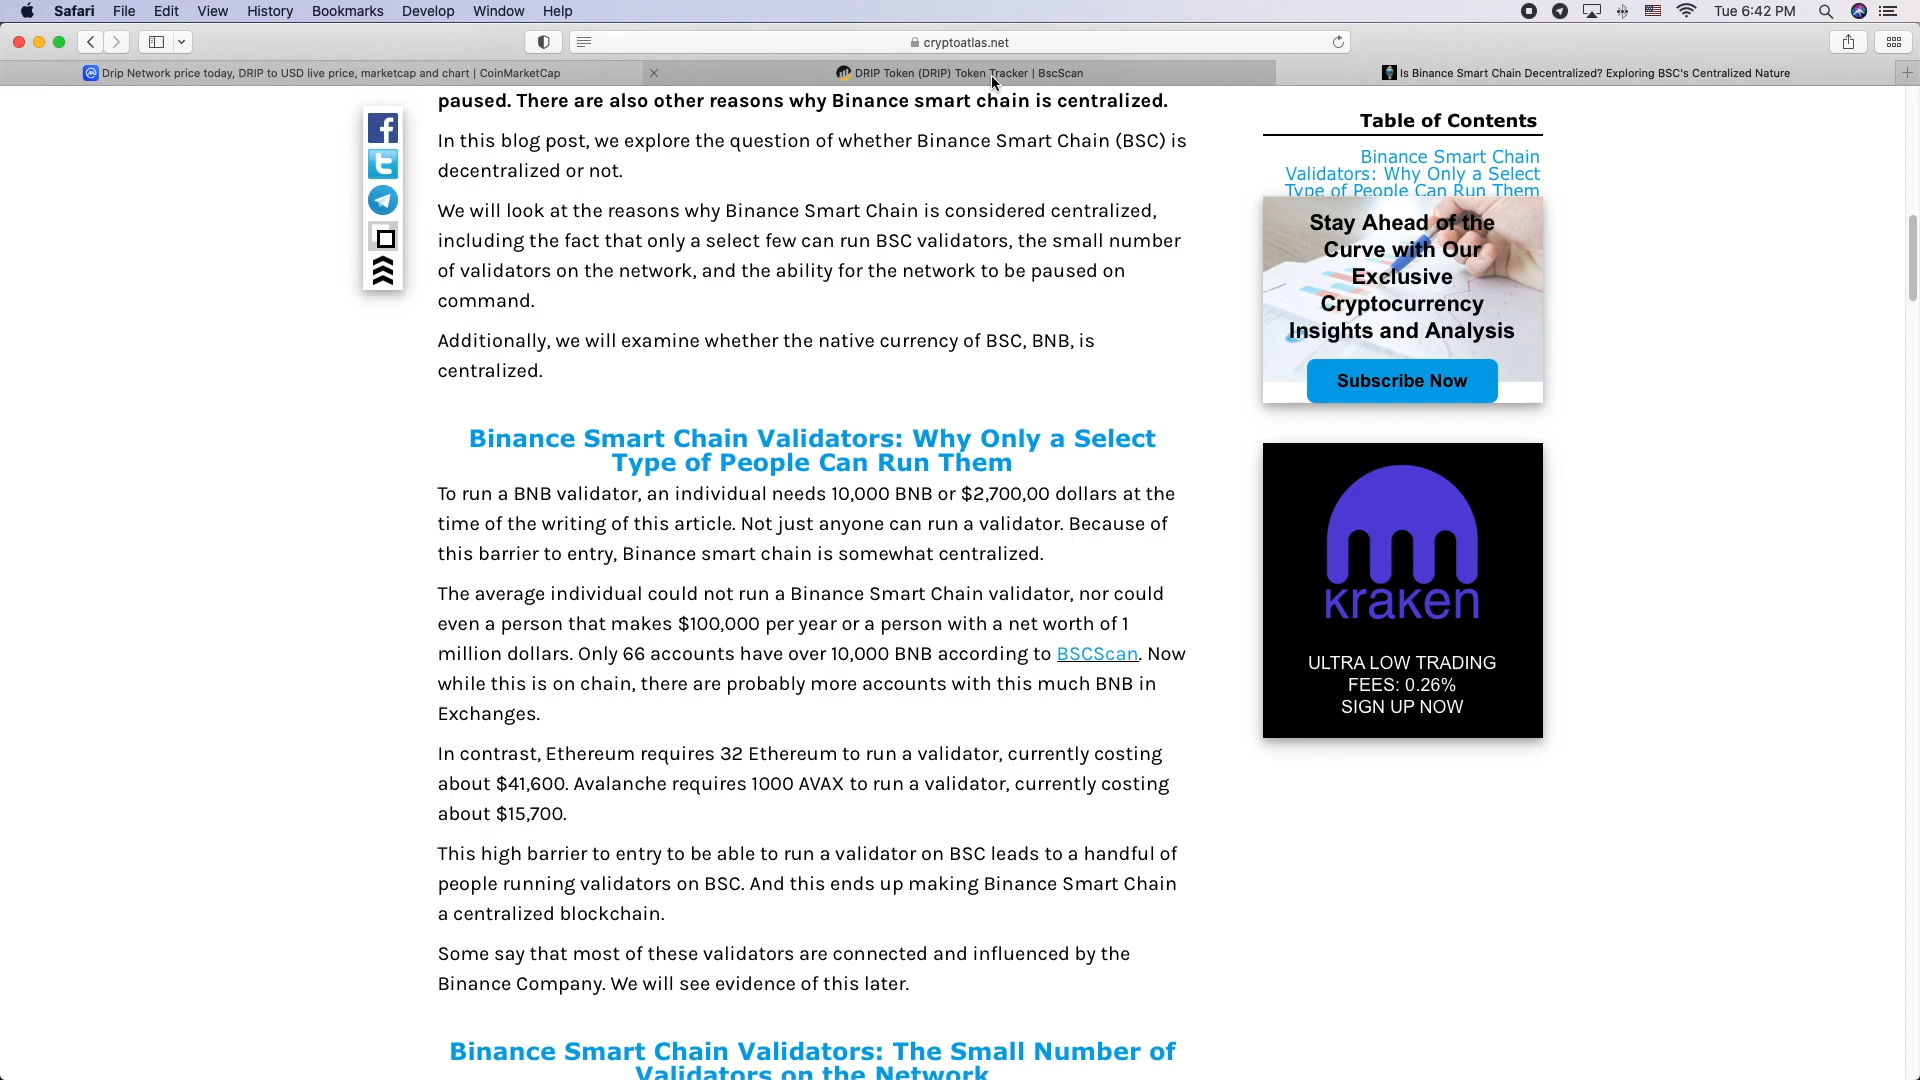 Safari File Edit View History Bookmarks Develop Window Help Tue 6:42 PM
cryptoatlas.net
Drip Network price today, DRIP to USD live price, marketcap and chart | CoinMarketCap
DRIP Token (DRIP) Token Tracker | BscScan
Is Binance Smart Chain Decentralized? Exploring BSC's Centralized Nature
paused. There are also other reasons why Binance smart chain is centralized.
In this blog post, we explore the question of whether Binance Smart Chain (BSC) is
decentralized or not.
We will look at the reasons why Binance Smart Chain is considered centralized,
including the fact that only a select few can run BSC validators, the small number
of validators on the network, and the ability for the network to be paused on
command.
Additionally, we will examine whether the native currency of BSC, BNB, is
centralized.
Binance Smart Chain Validators: Why Only a Select
Type of People Can Run Them
To run a BNB validator, an individual needs 10,000 BNB or $2,700,00 dollars at the
time of the writing of this article. Not just anyone can run a validator. Because of
this barrier to entry, Binance smart chain is somewhat centralized.
The average individual could not run a Binance Smart Chain validator, nor could
even a person that makes $100,000 per year or a person with a net worth of 1
million dollars. Only 66 accounts have over 10,000 BNB according to BSCScan. Now
while this is on chain, there are probably more accounts with this much BNB in
Exchanges.
In contrast, Ethereum requires 32 Ethereum to run a validator, currently costing
about $41,600. Avalanche requires 1000 AVAX to run a validator, currently costing
about $15,700.
This high barrier to entry to be able to run a validator on BSC leads to a handful of
people running validators on BSC. And this ends up making Binance Smart Chain
a centralized blockchain.
Some say that most of these validators are connected and influenced by the
Binance Company. We will see evidence of this later.
Binance Smart Chain Validators: The Small Number of
Validators on the Network
Table of Contents
Binance Smart Chain
Validators: Why Only a Select
Type of People Can Run Them
Stay Ahead of the
Curve with Our
Exclusive
Cryptocurrency
Insights and Analysis
Subscribe Now
kraken
ULTRA LOW TRADING
FEES: 0.26%
SIGN UP NOW